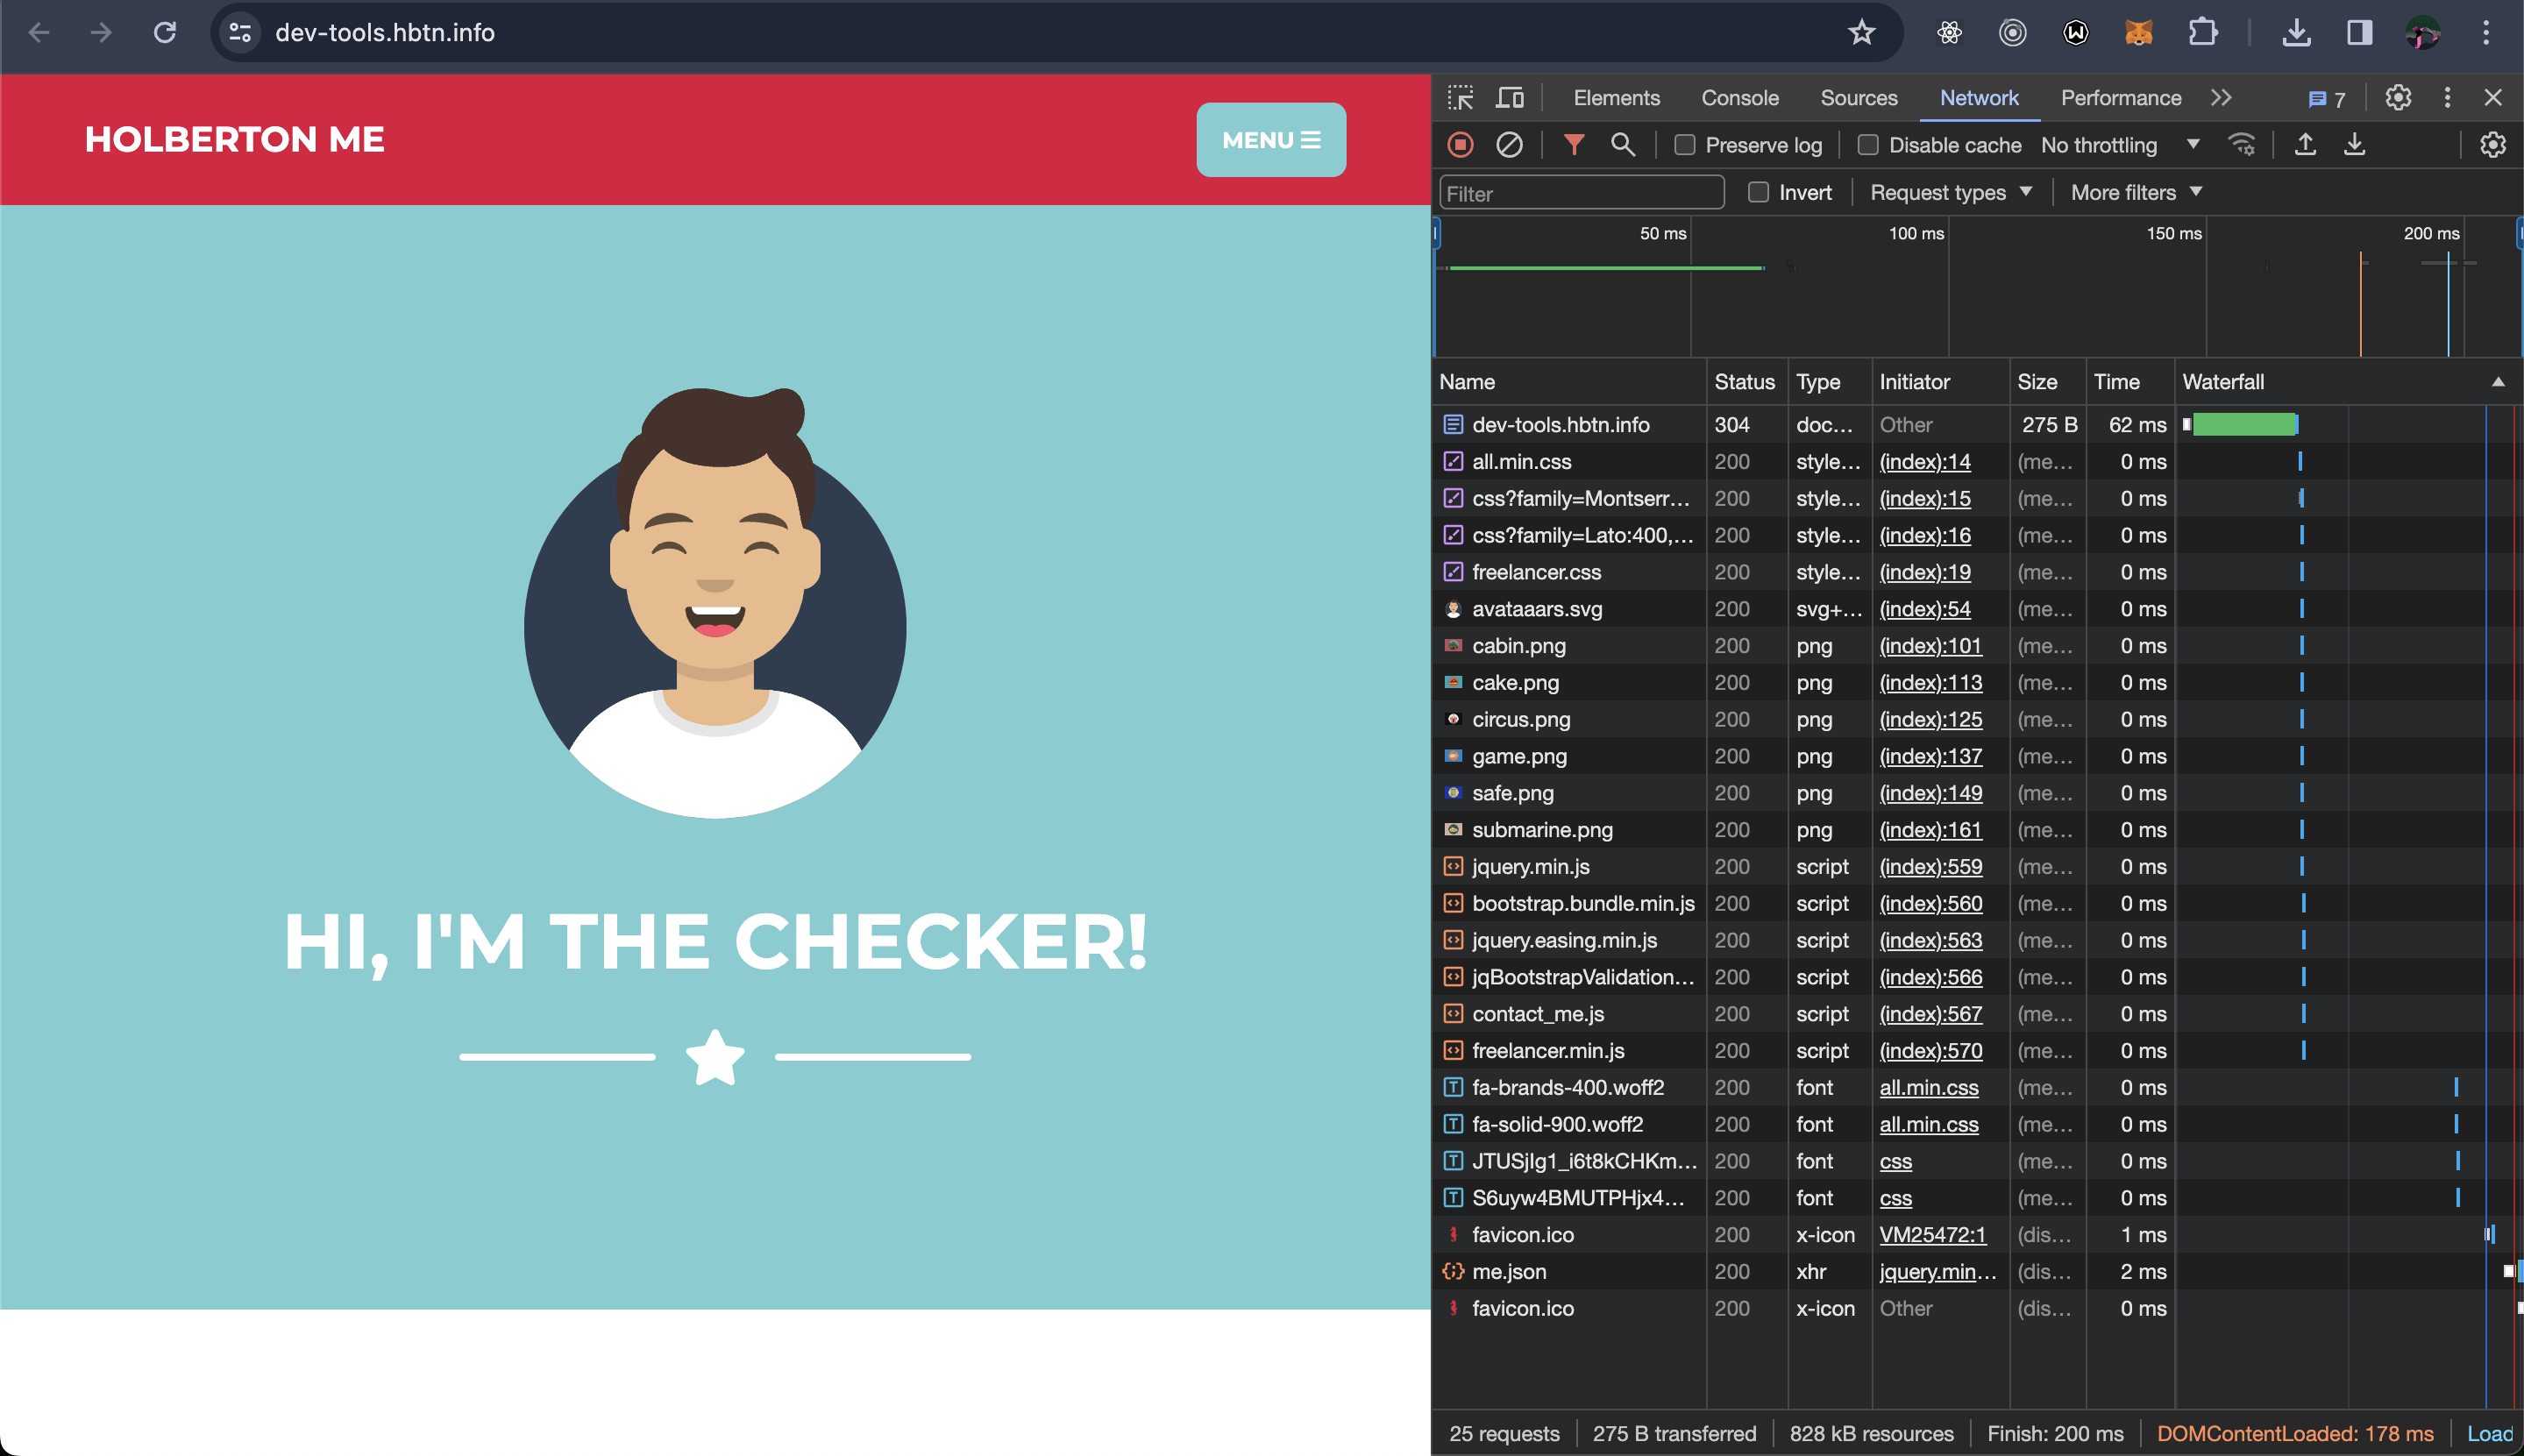 dev-tools.hbtn.info
HOLBERTON ME
MENU
HI, I'M THE CHECKER!
Elements Console Sources Network Performance 7
Preserve log Disable cache No throttling
Filter Invert Request types More filters
50 ms 100 ms 150 ms 200 ms
Name Status Type Initiator Size Time Waterfall
dev-tools.hbtn.info 304 doc... Other 275 B 62 ms
all.min.css 200 style... (index):14 (me... 0 ms
css?family=Montserr... 200 style... (index):15 (me... 0 ms
css?family=Lato:400,... 200 style... (index):16 (me... 0 ms
freelancer.css 200 style... (index):19 (me... 0 ms
avataaars.svg 200 svg+... (index):54 (me... 0 ms
cabin.png 200 png (index):101 (me... 0 ms
cake.png 200 png (index):113 (me... 0 ms
circus.png 200 png (index):125 (me... 0 ms
game.png 200 png (index):137 (me... 0 ms
safe.png 200 png (index):149 (me... 0 ms
submarine.png 200 png (index):161 (me... 0 ms
jquery.min.js 200 script (index):559 (me... 0 ms
bootstrap.bundle.min.js 200 script (index):560 (me... 0 ms
jquery.easing.min.js 200 script (index):563 (me... 0 ms
jqBootstrapValidation... 200 script (index):566 (me... 0 ms
contact_me.js 200 script (index):567 (me... 0 ms
freelancer.min.js 200 script (index):570 (me... 0 ms
fa-brands-400.woff2 200 font all.min.css (me... 0 ms
fa-solid-900.woff2 200 font all.min.css (me... 0 ms
JTUSjIg1_i6t8kCHKm... 200 font css (me... 0 ms
S6uyw4BMUTPHjx4... 200 font css (me... 0 ms
favicon.ico 200 x-icon VM25472:1 (dis... 1 ms
me.json 200 xhr jquery.min... (dis... 2 ms
favicon.ico 200 x-icon Other (dis... 0 ms
25 requests 275 B transferred 828 kB resources Finish: 200 ms DOMContentLoaded: 178 ms Load